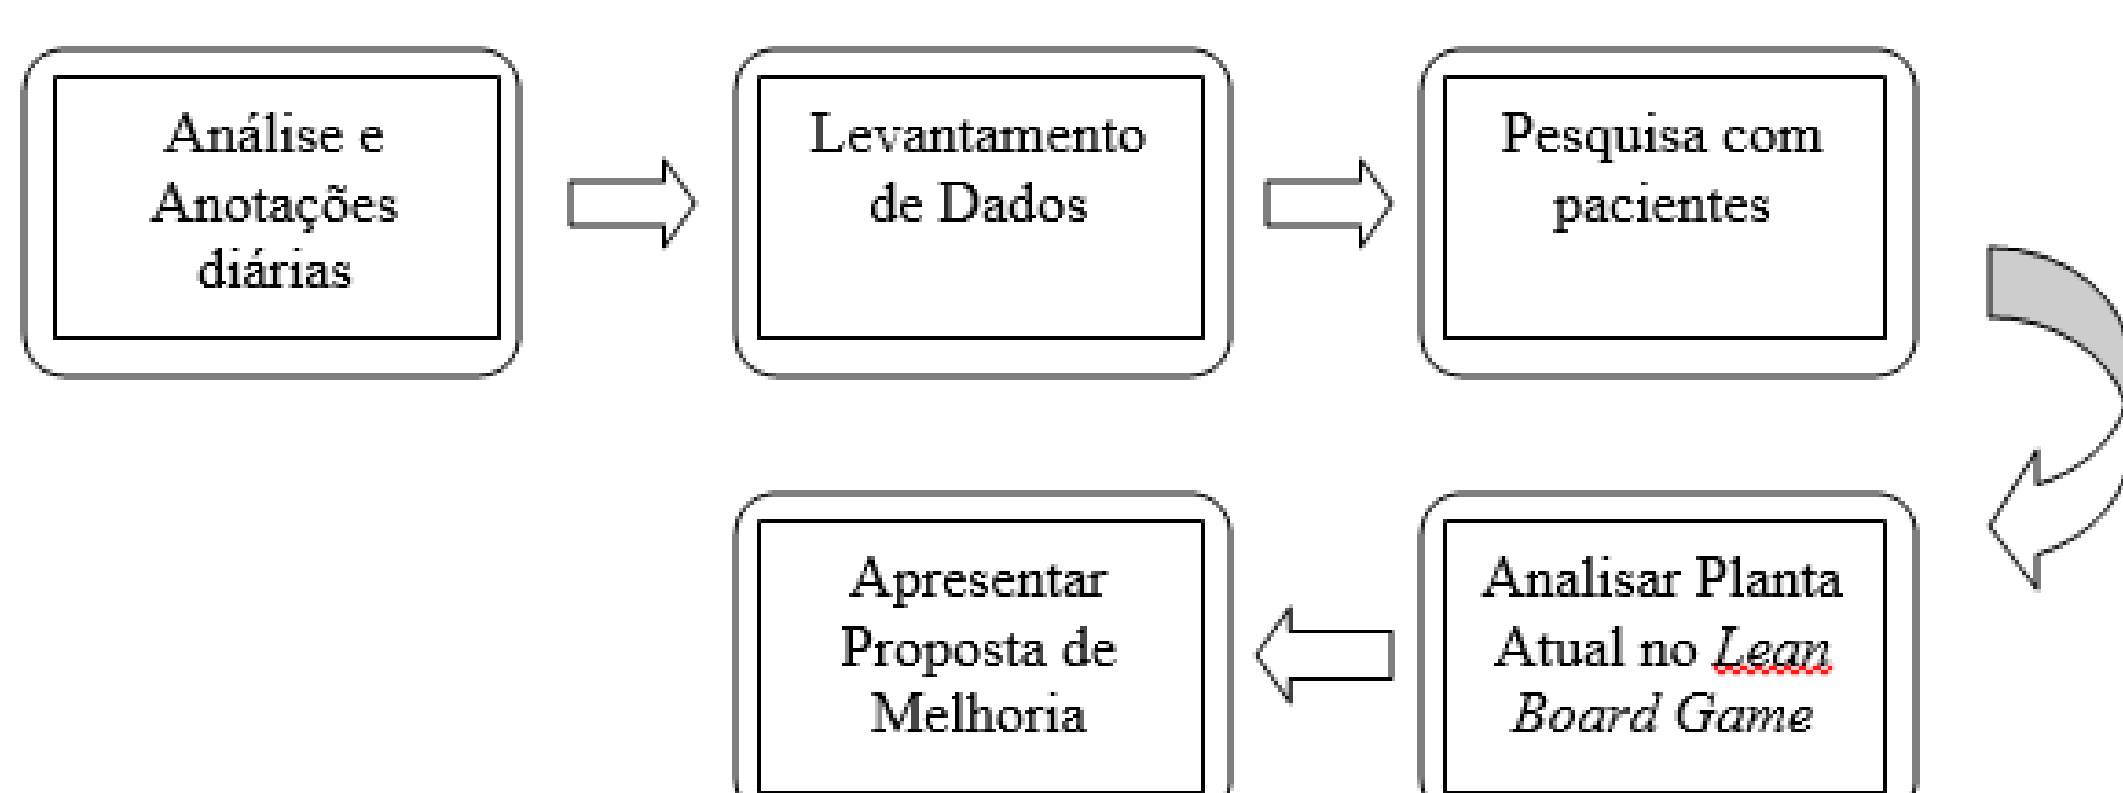 Análise e
Anotações
diárias
Levantamento
de Dados
Pesquisa com
pacientes
Analisar Planta
Atual no Lean
Board Game
Apresentar
Proposta de
Melhoria